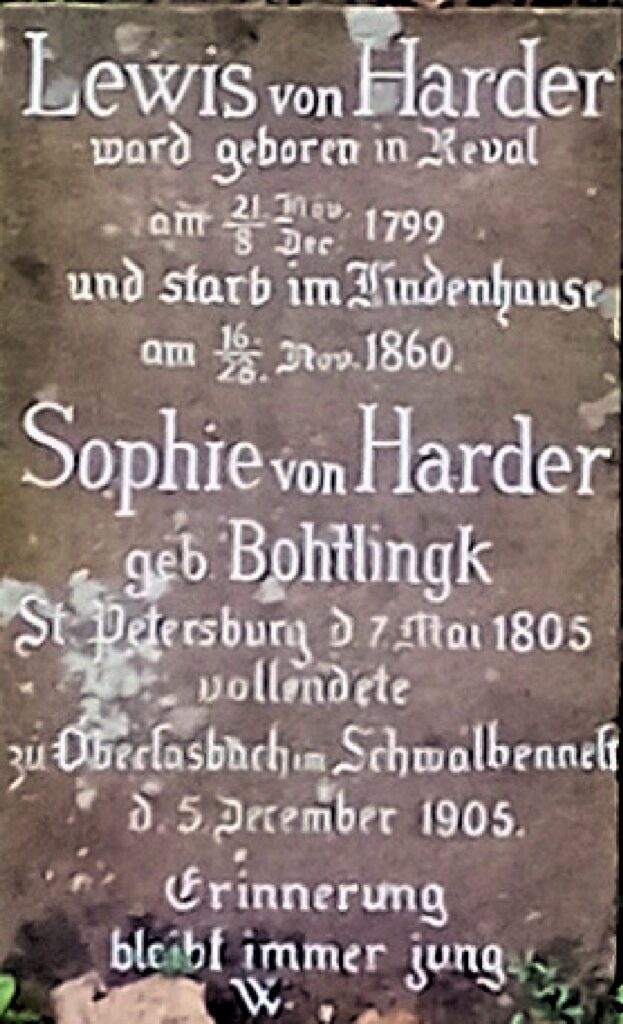 Lewis von Harder
ward geboren in Reval
am 21/8 Nov./Dec. 1799
und starb im Lindenhause
am 16./28. Nov. 1860.
Sophie von Harder
geb. Bohtlingk
St Petersburg d 7. Mai 1805
vollendete
zu Oberlasbach im Schwalbennest
d. 5. December 1905.
Erinnerung
bleibt immer jung
W.